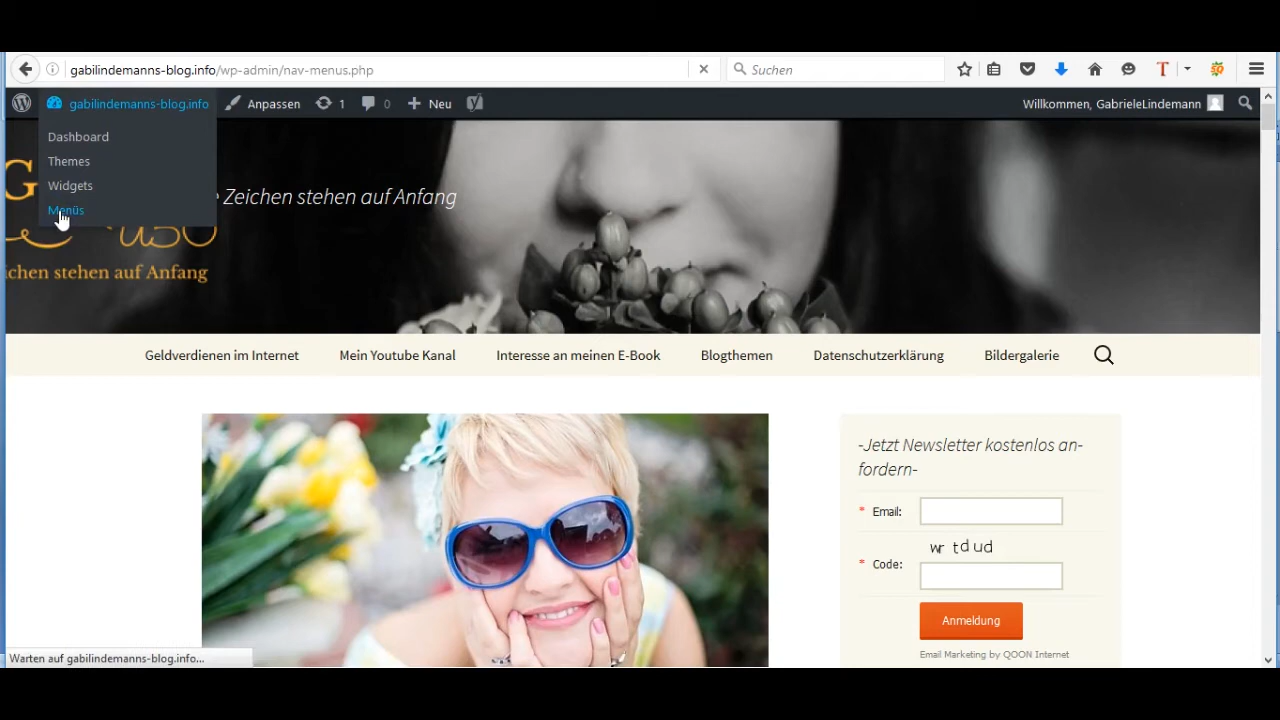 gabilindemanns-blog.info/wp-admin/nav-menus.php
Suchen
gabilindemanns-blog.info
Anpassen
1
0
Neu
Willkommen, GabrieleLindemann
Dashboard
Themes
Widgets
Menüs
Zeichen stehen auf Anfang
ichen stehen auf Anfang
Geldverdienen im Internet
Mein Youtube Kanal
Interesse an meinen E-Book
Blogthemen
Datenschutzerklärung
Bildergalerie
-Jetzt Newsletter kostenlos an-
fordern-
* Email:
wrtdud
* Code:
Anmeldung
Email Marketing by QOON Internet
Warten auf gabilindemanns-blog.info...